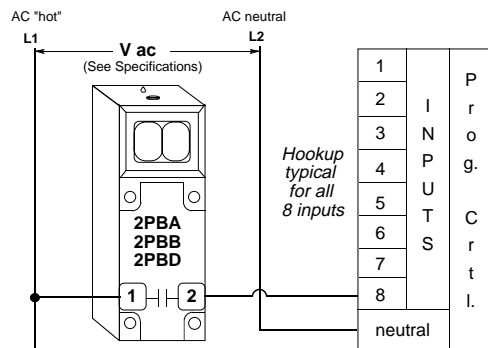 AC "hot"
AC neutral
L1
L2
V ac
(See Specifications)
Hookup
typical
for all
8 inputs
2PBA
2PBB
2PBD
1
2
1
2
3
4
5
6
7
8
neutral
INPUTS
Prog. Crtl.